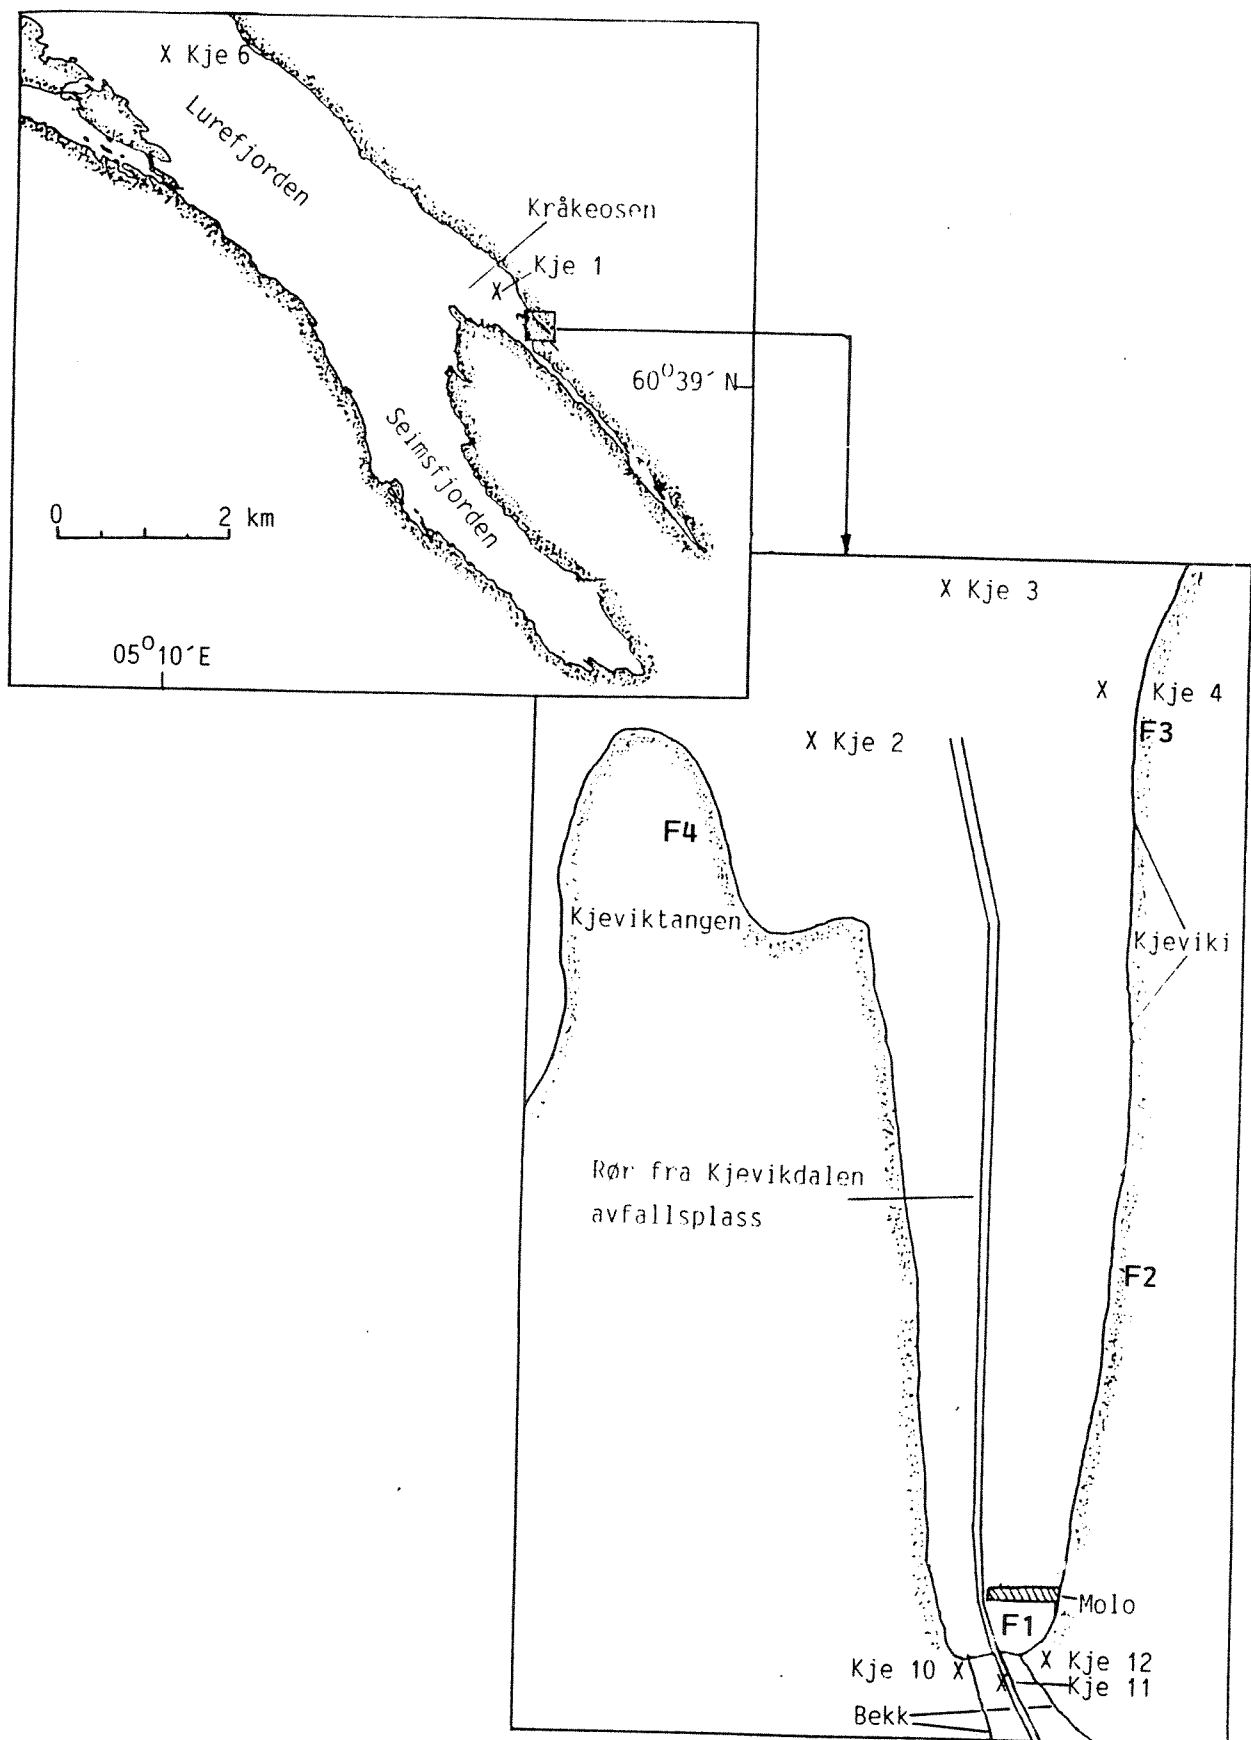 X Kje 6
Lurefjorden
Kråkeosen
Kje 1
X
60°39′ N
Seimsfjorden
0 2 km
05°10′E
X Kje 3
X Kje 4
F3
X Kje 2
F4
Kjeviktangen
Kjeviki
Rør fra Kjevikdalen
avfallsplass
F2
Molo
F1
Kje 10 X
X Kje 12
X Kje 11
Bekk